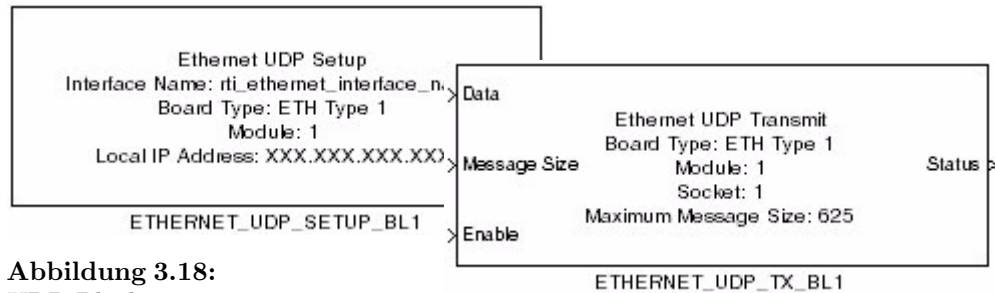 Ethernet UDP Setup
Interface Name: rti_ethernet_interface_n
Board Type: ETH Type 1
Module: 1
Local IP Address: XXX.XXX.XXX.XX
ETHERNET_UDP_SETUP_BL1
Data
Message Size
Enable
Ethernet UDP Transmit
Board Type: ETH Type 1
Module: 1
Socket: 1
Maximum Message Size: 625
Status
ETHERNET_UDP_TX_BL1
Abbildung 3.18: